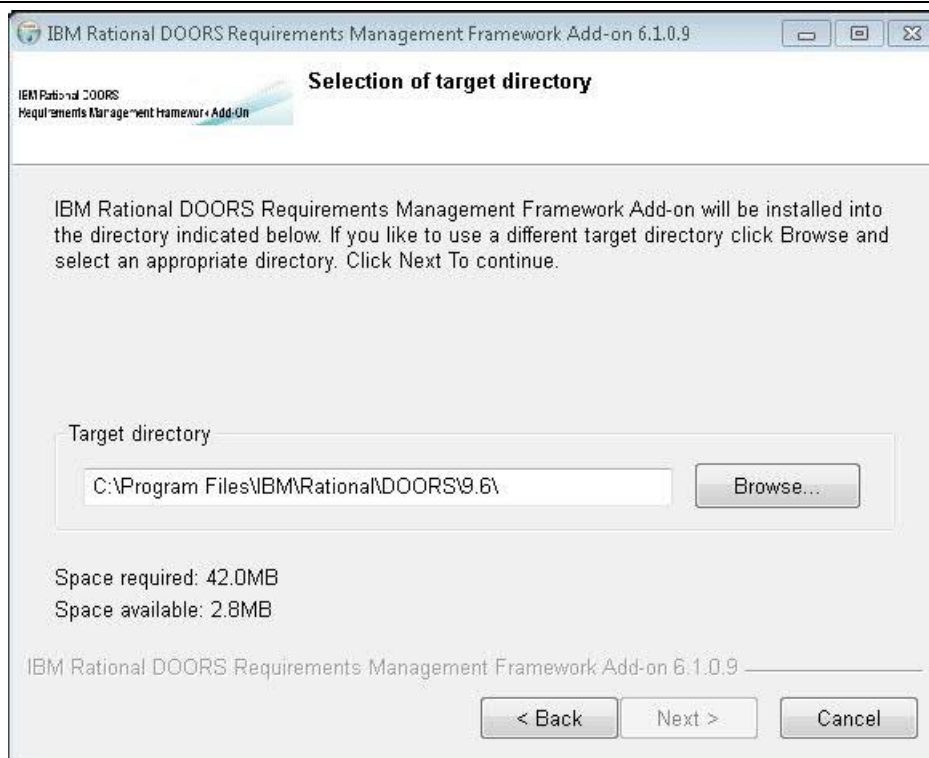 IBM Rational DOORS Requirements Management Framework Add-on 6.1.0.9
Selection of target directory
IBM Rational DOORS
Requirements Management Framework Add-On
IBM Rational DOORS Requirements Management Framework Add-on will be installed into
the directory indicated below. If you like to use a different target directory click Browse and
select an appropriate directory. Click Next To continue.
Target directory
C:\Program Files\IBM\Rational\DOORS\9.6\
Browse...
Space required: 42.0MB
Space available: 2.8MB
IBM Rational DOORS Requirements Management Framework Add-on 6.1.0.9
< Back
Next >
Cancel